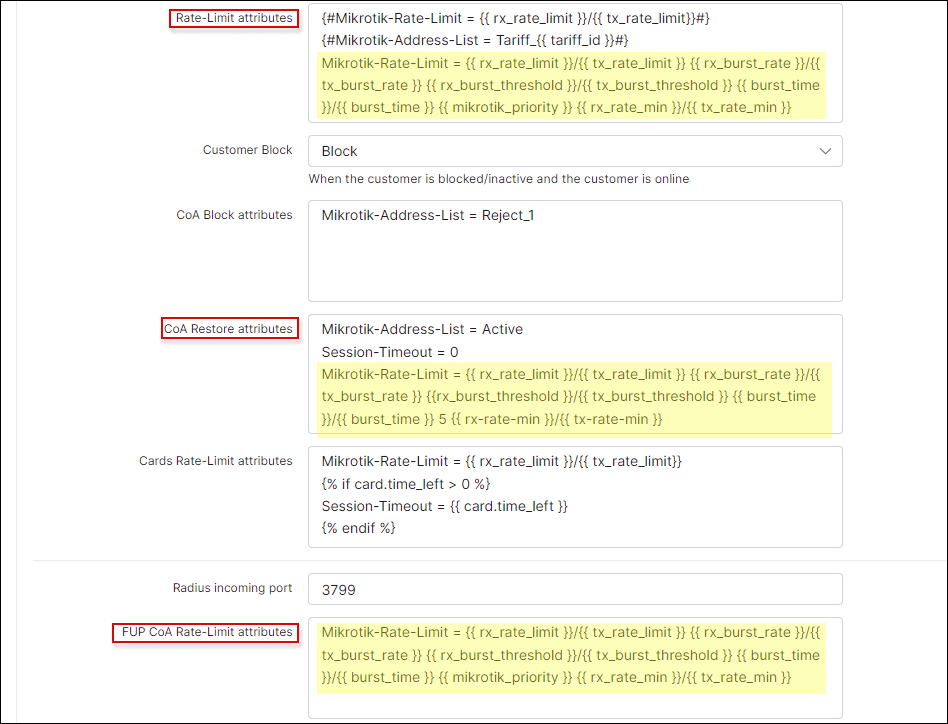 Rate-Limit attributes
{#Mikrotik-Rate-Limit = {{ rx_rate_limit }}/{{ tx_rate_limit}}#}
{#Mikrotik-Address-List = Tariff_{{ tariff_id }}#}
Mikrotik-Rate-Limit = {{ rx_rate_limit }}/{{ tx_rate_limit }} {{ rx_burst_rate }}/{{
tx_burst_rate }} {{ rx_burst_threshold }}/{{ tx_burst_threshold }} {{ burst_time
}}/{{ burst_time }} {{ mikrotik_priority }} {{ rx_rate_min }}/{{ tx_rate_min }}
Customer Block
Block
When the customer is blocked/inactive and the customer is online
CoA Block attributes
Mikrotik-Address-List = Reject_1
CoA Restore attributes
Mikrotik-Address-List = Active
Session-Timeout = 0
Mikrotik-Rate-Limit = {{ rx_rate_limit }}/{{ tx_rate_limit }} {{ rx_burst_rate }}/{{
tx_burst_rate }} {{rx_burst_threshold }}/{{ tx_burst_threshold }} {{ burst_time
}}/{{ burst_time }} 5 {{ rx-rate-min }}/{{ tx-rate-min }}
Cards Rate-Limit attributes
Mikrotik-Rate-Limit = {{ rx_rate_limit }}/{{ tx_rate_limit}}
{% if card.time_left > 0 %}
Session-Timeout = {{ card.time_left }}
{% endif %}
Radius incoming port
3799
FUP CoA Rate-Limit attributes
Mikrotik-Rate-Limit = {{ rx_rate_limit }}/{{ tx_rate_limit }} {{ rx_burst_rate }}/{{
tx_burst_rate }} {{ rx_burst_threshold }}/{{ tx_burst_threshold }} {{ burst_time
}}/{{ burst_time }} {{ mikrotik_priority }} {{ rx_rate_min }}/{{ tx_rate_min }}